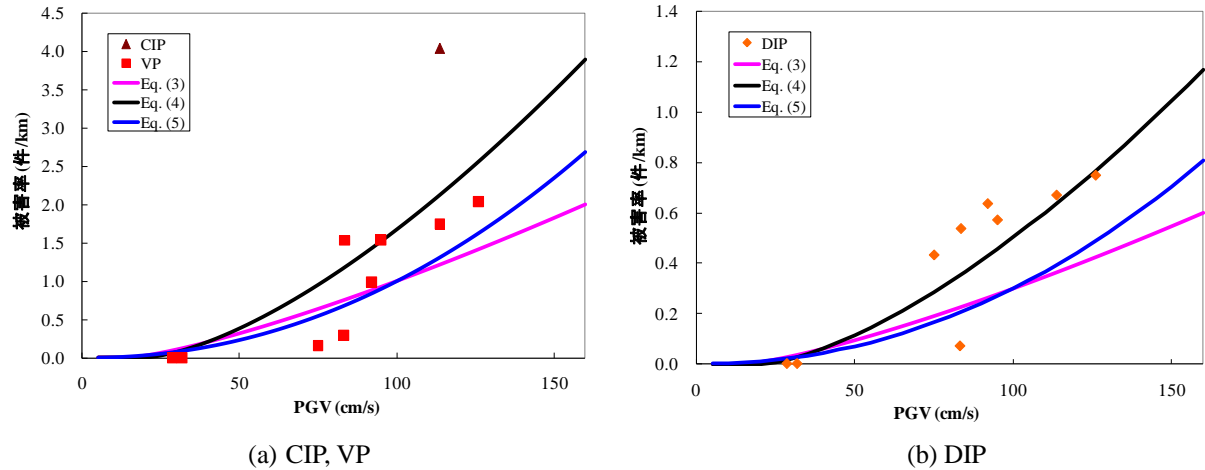 4.5
4.0
3.5
3.0
2.5
2.0
1.5
1.0
0.5
0.0
被害率(件/km)
CIP
VP
Eq. (3)
Eq. (4)
Eq. (5)
0 50 100 150
PGV (cm/s)
(a) CIP, VP
1.4
1.2
1.0
0.8
0.6
0.4
0.2
0.0
被害率(件/km)
DIP
Eq. (3)
Eq. (4)
Eq. (5)
0 50 100 150
PGV (cm/s)
(b) DIP